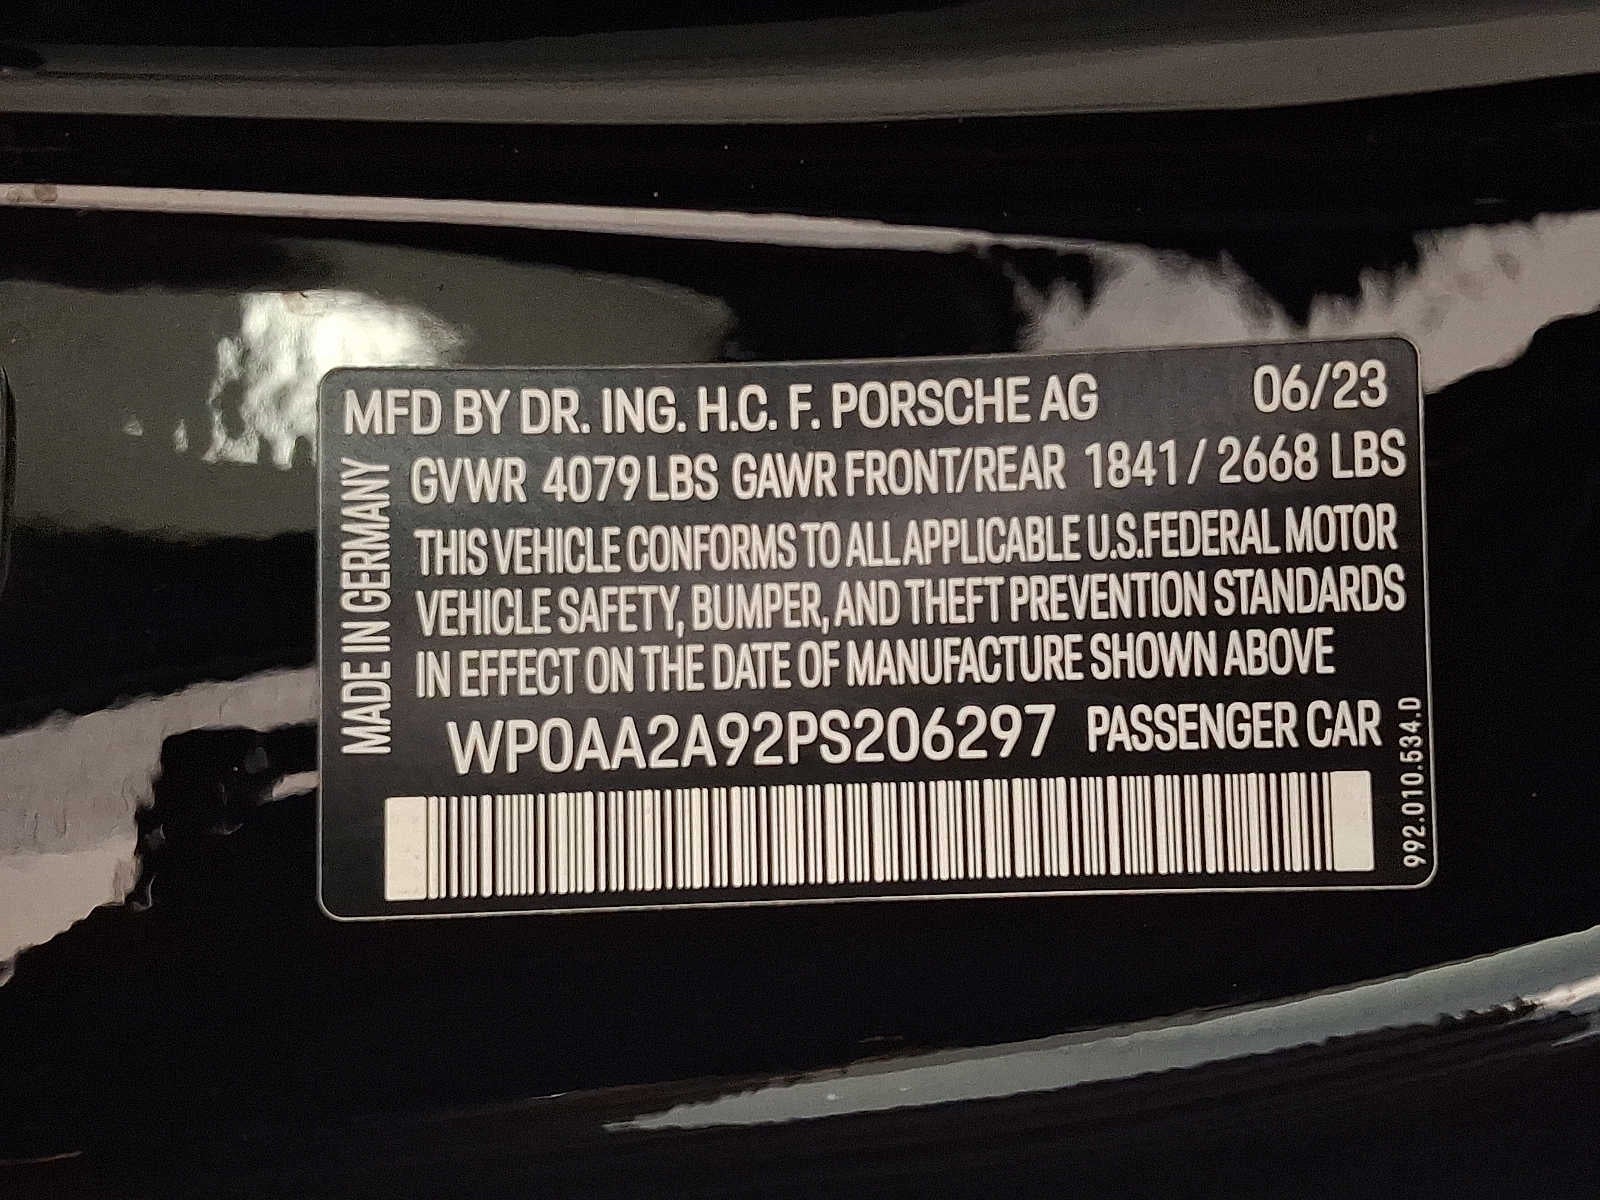 MFD BY DR. ING. H.C. F. PORSCHE AG 06/23
GVWR 4079 LBS GAWR FRONT/REAR 1841 / 2668 LBS
THIS VEHICLE CONFORMS TO ALL APPLICABLE U.S.FEDERAL MOTOR
VEHICLE SAFETY, BUMPER, AND THEFT PREVENTION STANDARDS
IN EFFECT ON THE DATE OF MANUFACTURE SHOWN ABOVE
WP0AA2A92PS206297 PASSENGER CAR
MADE IN GERMANY
992.010.534.D